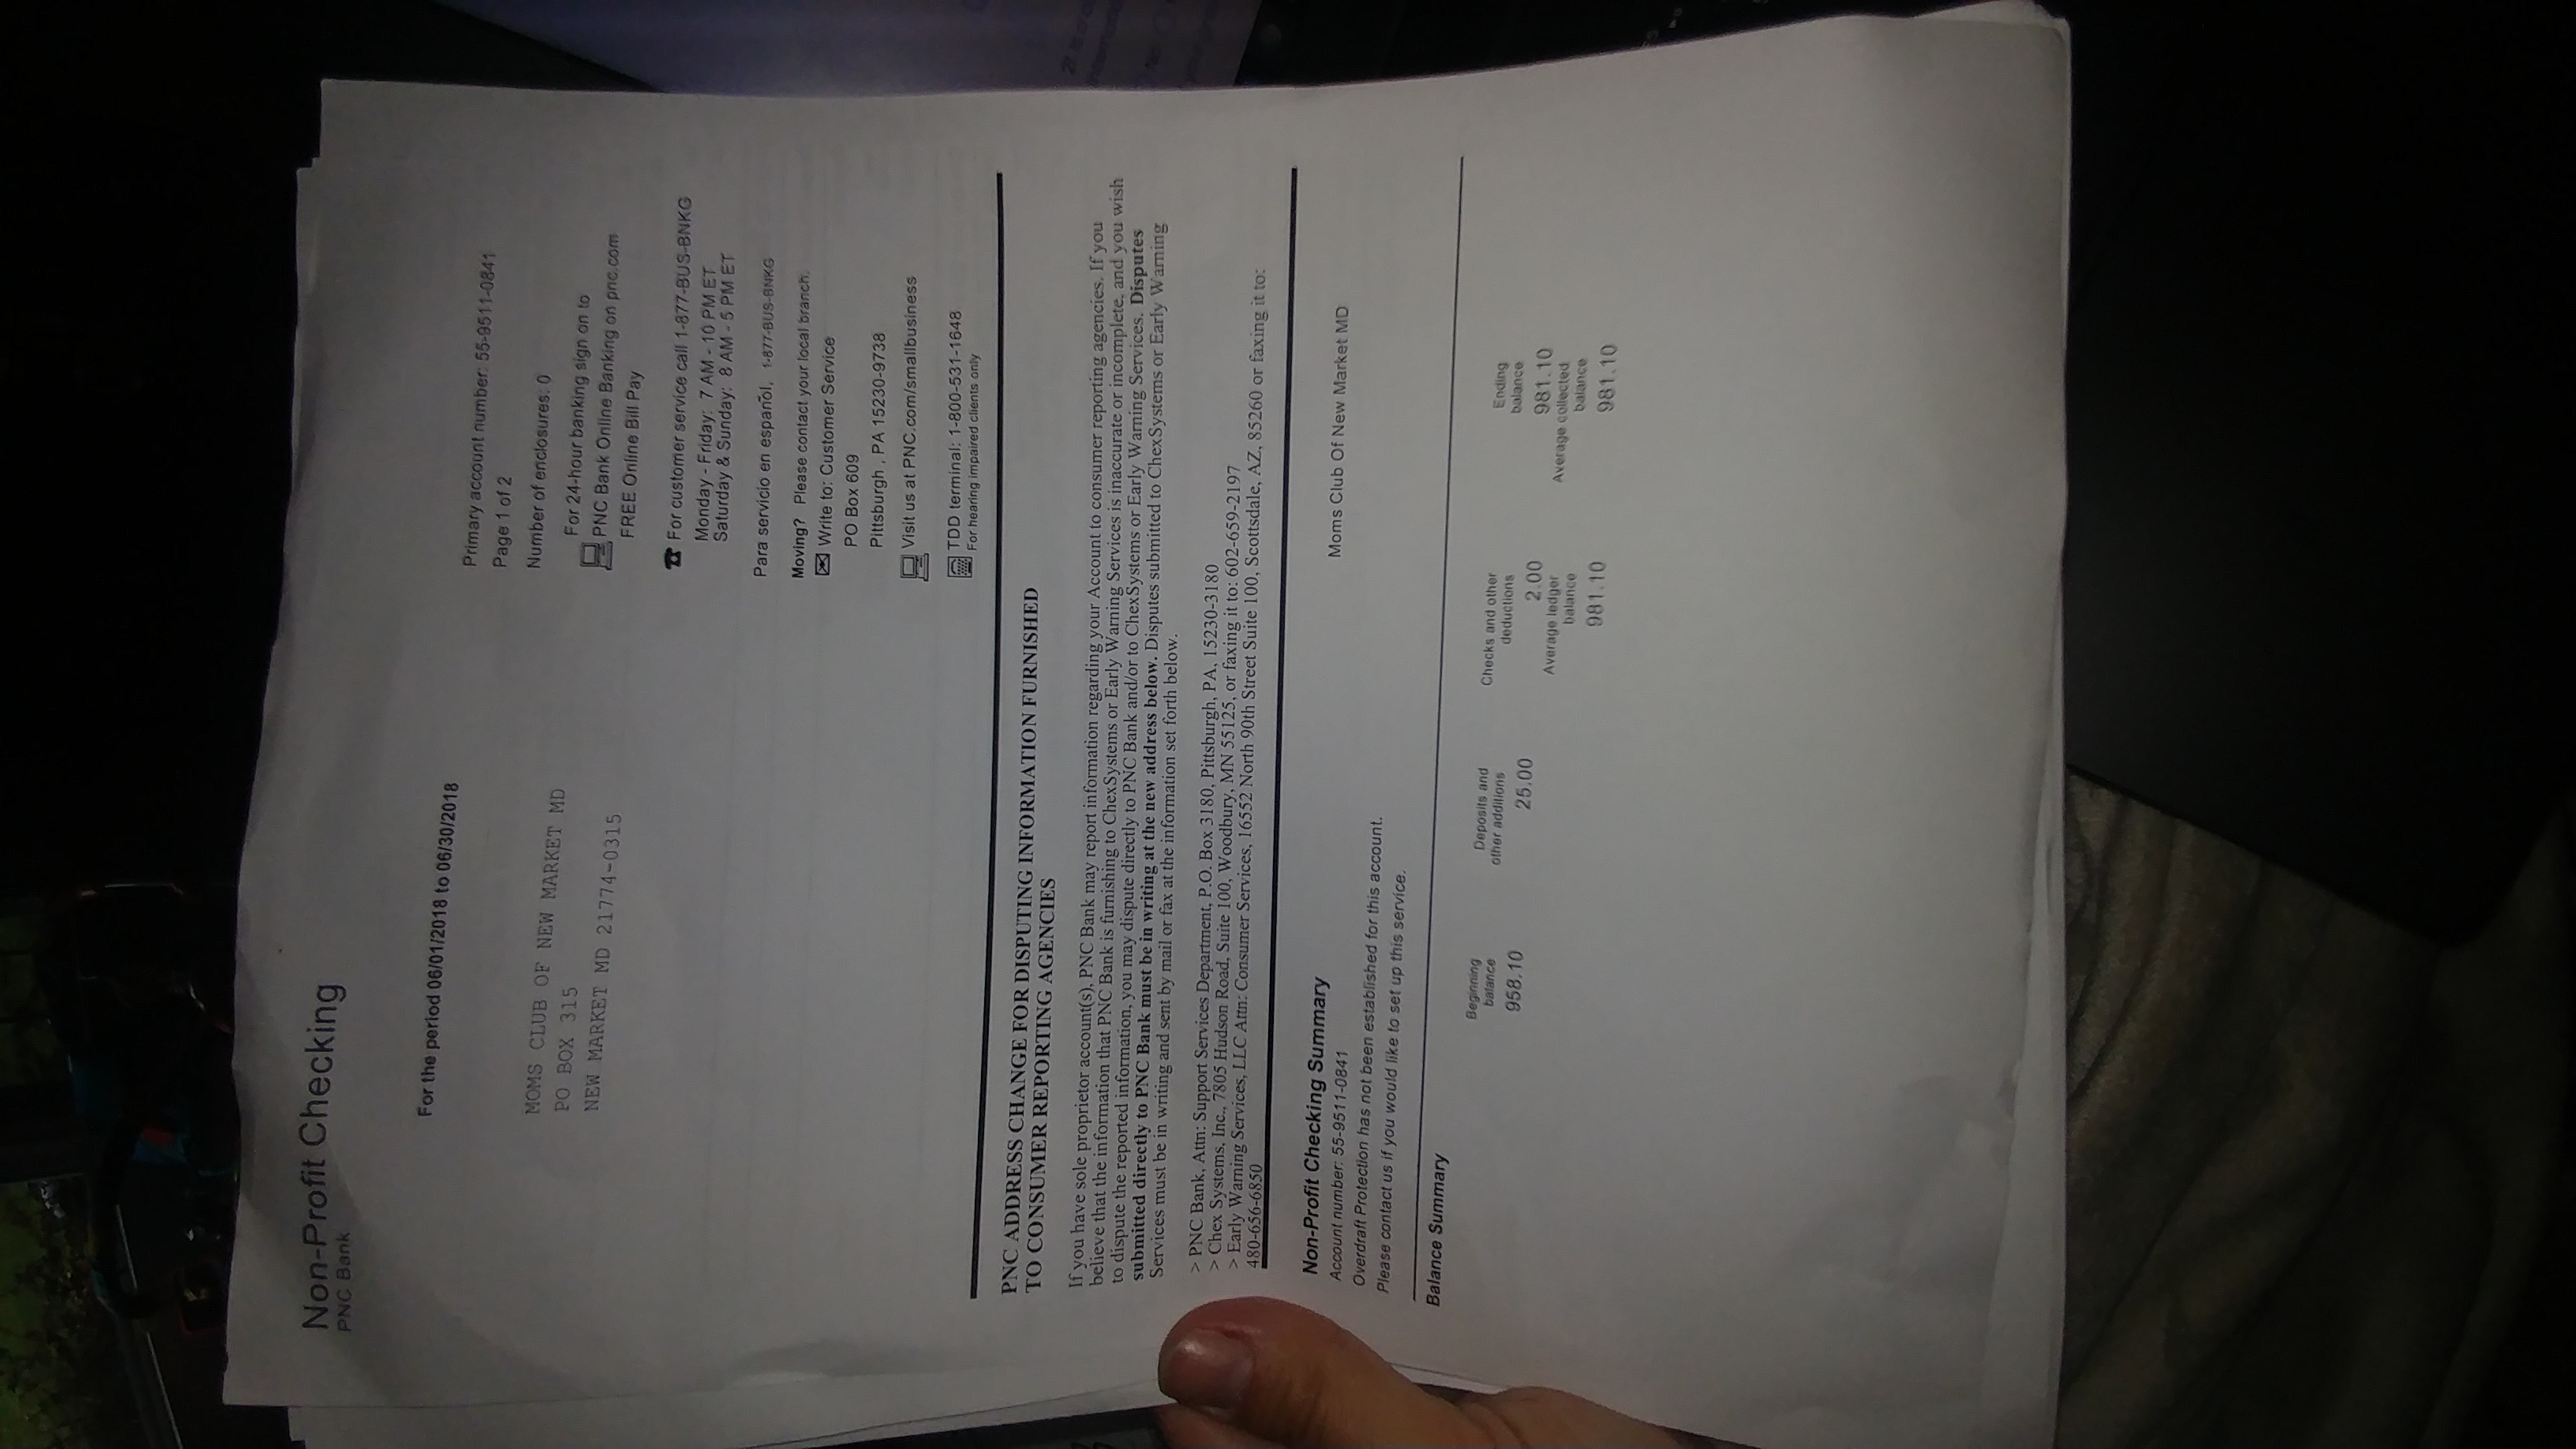 Non-Profit Checking
PNC Bank
For the period 06/01/2018 to 06/30/2018
MOMS CLUB OF NEW MARKET MD
PO BOX 315
NEW MARKET MD 21774-0315
Primary account number: 55-9511-0841
Page 1 of 2
Number of enclosures: 0
For 24-hour banking sign on to
PNC Bank Online Banking on pnc.com
FREE Online Bill Pay
For customer service call 1-877-BUS-BNKG
Monday - Friday: 7 AM - 10 PM ET
Saturday & Sunday: 8 AM - 5 PM ET
Para servicio en español, 1-877-BUS-BNKG
Moving? Please contact your local branch.
Write to: Customer Service
PO Box 609
Pittsburgh , PA 15230-9738
Visit us at PNC.com/smallbusiness
TDD terminal: 1-800-531-1648
For hearing impaired clients only
PNC ADDRESS CHANGE FOR DISPUTING INFORMATION FURNISHED
TO CONSUMER REPORTING AGENCIES
If you have sole proprietor account(s), PNC Bank may report information regarding your Account to consumer reporting agencies. If you
believe that the information that PNC Bank is furnishing to ChexSystems or Early Warning Services is inaccurate or incomplete, and you wish
to dispute the reported information, you may dispute directly to PNC Bank and/or to ChexSystems or Early Warning Services. Disputes
submitted directly to PNC Bank must be in writing at the new address below. Disputes submitted to ChexSystems or Early Warning
Services must be in writing and sent by mail or fax at the information set forth below.
> PNC Bank, Attn: Support Services Department, P.O. Box 3180, Pittsburgh, PA, 15230-3180
> Chex Systems, Inc., 7805 Hudson Road, Suite 100, Woodbury, MN 55125, or faxing it to: 602-659-2197
> Early Warning Services, LLC Attn: Consumer Services, 16552 North 90th Street Suite 100, Scottsdale, AZ, 85260 or faxing it to:
480-656-6850
Non-Profit Checking Summary
Account number: 55-9511-0841
Moms Club Of New Market MD
Overdraft Protection has not been established for this account.
Please contact us if you would like to set up this service.
Balance Summary
Beginning
balance
958.10
Deposits and
other additions
25.00
Checks and other
deductions
2.00
Ending
balance
981.10
Average ledger
balance
981.10
Average collected
balance
981.10